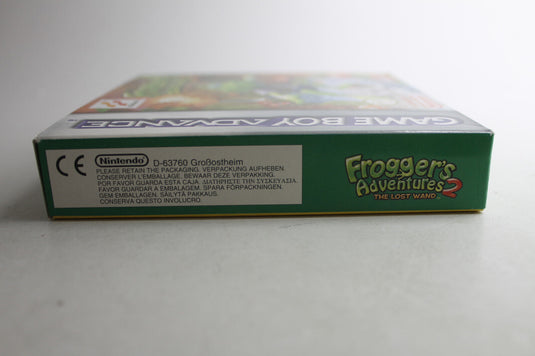 GAME BOY ADVANCE
CE
Nintendo D-63760 Großostheim
PLEASE RETAIN THE PACKAGING. VERPACKUNG AUFHEBEN.
CONSERVER L'EMBALLAGE. BEWAAR DEZE VERPAKKING.
POR FAVOR GUARDA ESTA CAJA. ΔΙΑΤΗΡΗΣΤΕ ΤΗΝ ΣΥΣΚΕΥΑΣΙΑ.
FAVOR GUARDAR A EMBALAGEM. SPARA FÖRPACKNINGEN.
GEM EMBALLAGEN. SÄILYTÄ PAKKAUS.
CONSERVA QUESTO INVOLUCRO.
Frogger's
Adventures 2
THE LOST WAND